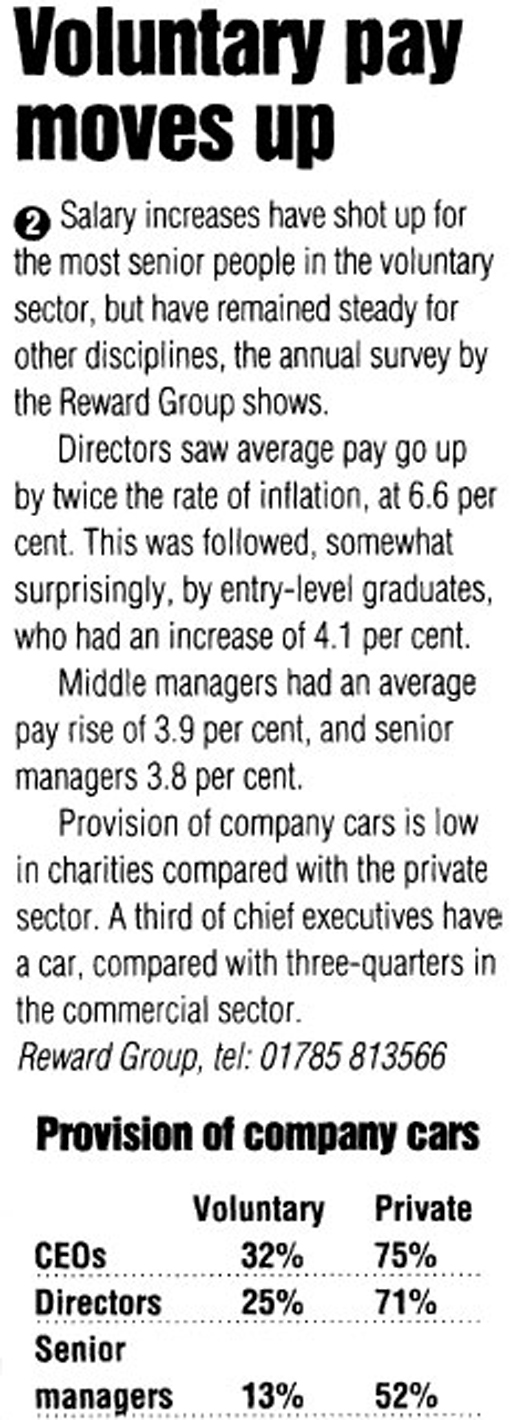 Voluntary pay
moves up
❷ Salary increases have shot up for
the most senior people in the voluntary
sector, but have remained steady for
other disciplines, the annual survey by
the Reward Group shows.
Directors saw average pay go up
by twice the rate of inflation, at 6.6 per
cent. This was followed, somewhat
surprisingly, by entry-level graduates,
who had an increase of 4.1 per cent.
Middle managers had an average
pay rise of 3.9 per cent, and senior
managers 3.8 per cent.
Provision of company cars is low
in charities compared with the private
sector. A third of chief executives have
a car, compared with three-quarters in
the commercial sector.
Reward Group, tel: 01785 813566
Provision of company cars
Voluntary Private
CEOs 32% 75%
Directors 25% 71%
Senior
managers 13% 52%